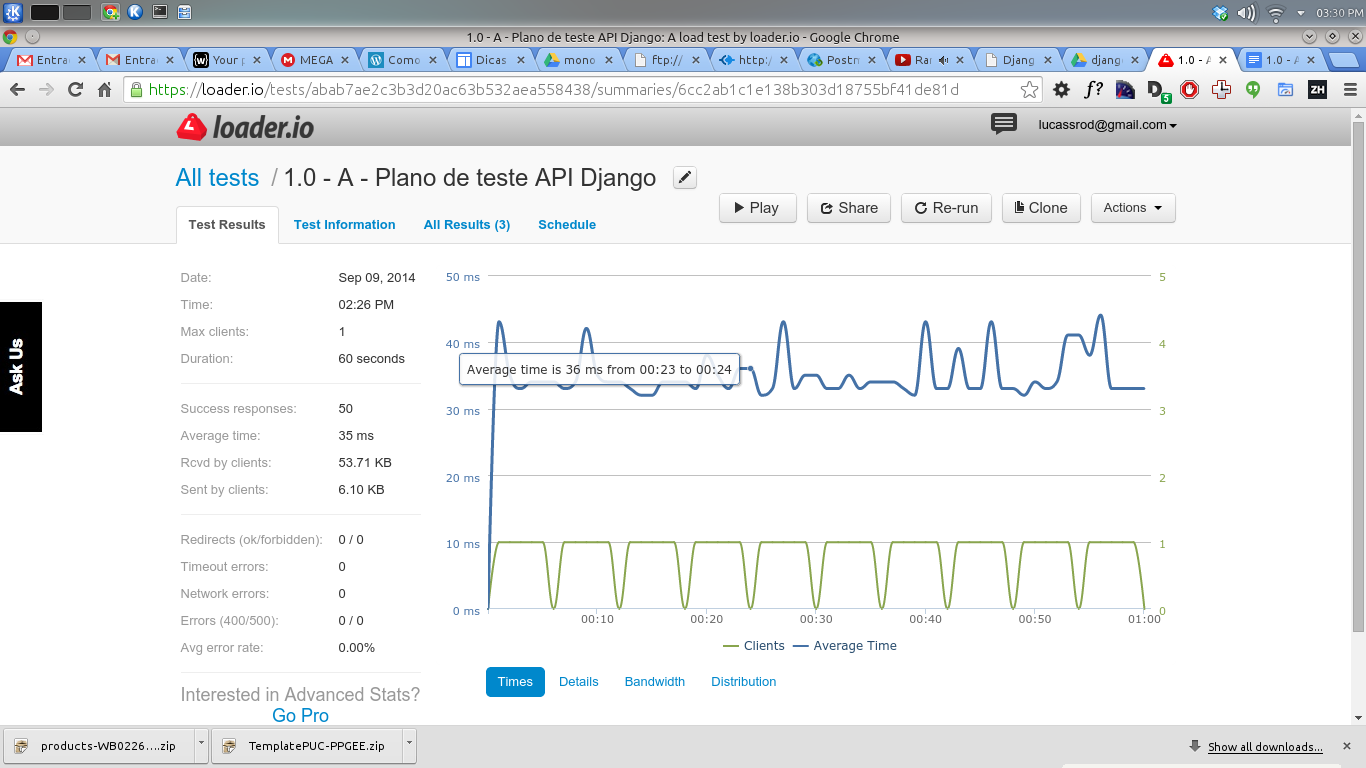 03:30 PM
1.0 - A - Plano de teste API Django: A load test by loader.io - Google Chrome
Entra
Entra
Your p
MEGA
Como
Dicas
mono
ftp://
http:/
Postm
Ra
Djang
djang
1.0 - A
1.0 - A
https://loader.io/tests/abab7ae2c3b3d20ac63b532aea558438/summaries/6cc2ab1c1e138b303d18755bf41de81d
f?
D
5
ZH
loader.io
lucassrod@gmail.com
All tests / 1.0 - A - Plano de teste API Django
Play
Share
Re-run
Clone
Actions
Test Results
Test Information
All Results (3)
Schedule
Ask Us
Date: Sep 09, 2014
Time: 02:26 PM
Max clients: 1
Duration: 60 seconds
Success responses: 50
Average time: 35 ms
Rcvd by clients: 53.71 KB
Sent by clients: 6.10 KB
Redirects (ok/forbidden): 0 / 0
Timeout errors: 0
Network errors: 0
Errors (400/500): 0 / 0
Avg error rate: 0.00%
Interested in Advanced Stats?
Go Pro
50 ms
40 ms
30 ms
20 ms
10 ms
0 ms
5
4
3
2
1
0
Average time is 36 ms from 00:23 to 00:24
00:10
00:20
00:30
00:40
00:50
01:00
Clients
Average Time
Times
Details
Bandwidth
Distribution
products-WB0226....zip
TemplatePUC-PPGEE.zip
Show all downloads...